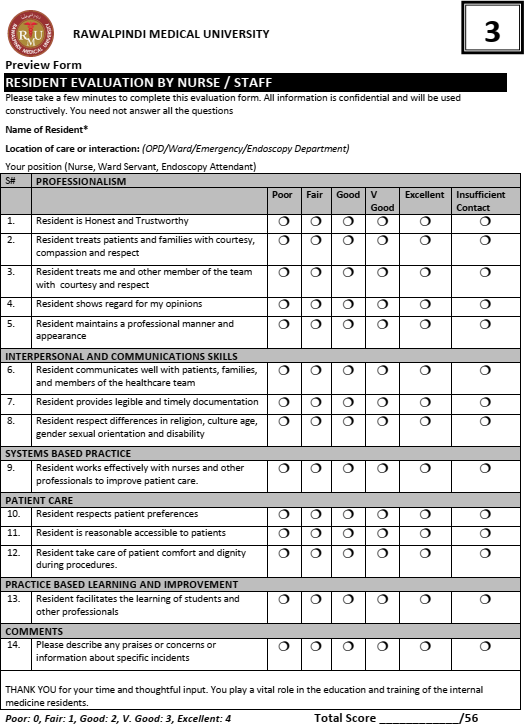 RAWALPINDI MEDICAL UNIVERSITY
3
RMU
Preview Form
RESIDENT EVALUATION BY NURSE / STAFF
Please take a few minutes to complete this evaluation form. All information is confidential and will be used
constructively. You need not answer all the questions
Name of Resident*
Location of care or interaction: (OPD/Ward/Emergency/Endoscopy Department)
Your position (Nurse, Ward Servant, Endoscopy Attendant)
S# PROFESSIONALISM
Poor Fair Good V Excellent Insufficient
Good Contact
1. Resident is Honest and Trustworthy
2. Resident treats patients and families with courtesy,
compassion and respect
3. Resident treats me and other member of the team
with courtesy and respect
4. Resident shows regard for my opinions
5. Resident maintains a professional manner and
appearance
INTERPERSONAL AND COMMUNICATIONS SKILLS
6. Resident communicates well with patients, families,
and members of the healthcare team
7. Resident provides legible and timely documentation
8. Resident respect differences in religion, culture age,
gender sexual orientation and disability
SYSTEMS BASED PRACTICE
9. Resident works effectively with nurses and other
professionals to improve patient care.
PATIENT CARE
10. Resident respects patient preferences
11. Resident is reasonable accessible to patients
12. Resident take care of patient comfort and dignity
during procedures.
PRACTICE BASED LEARNING AND IMPROVEMENT
13. Resident facilitates the learning of students and
other professionals
COMMENTS
14. Please describe any praises or concerns or
information about specific incidents
THANK YOU for your time and thoughtful input. You play a vital role in the education and training of the internal
medicine residents.
Poor: 0, Fair: 1, Good: 2, V. Good: 3, Excellent: 4 Total Score ____________/56